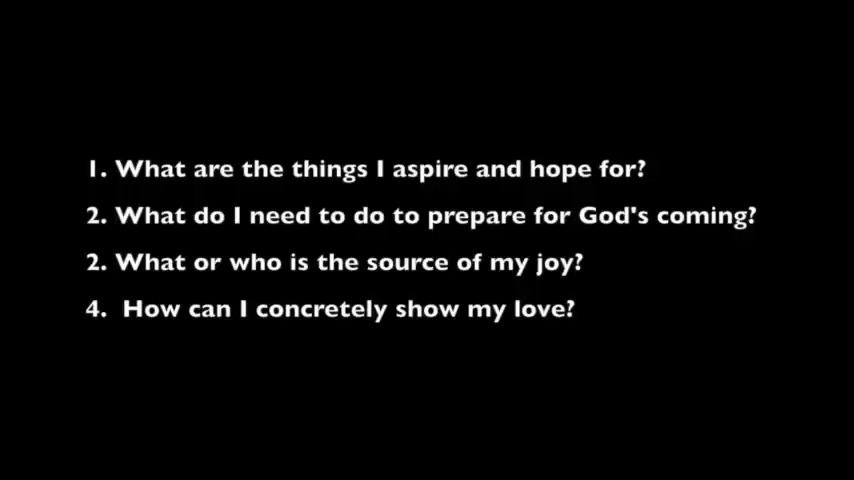 1. What are the things I aspire and hope for?
2. What do I need to do to prepare for God's coming?
2. What or who is the source of my joy?
4. How can I concretely show my love?